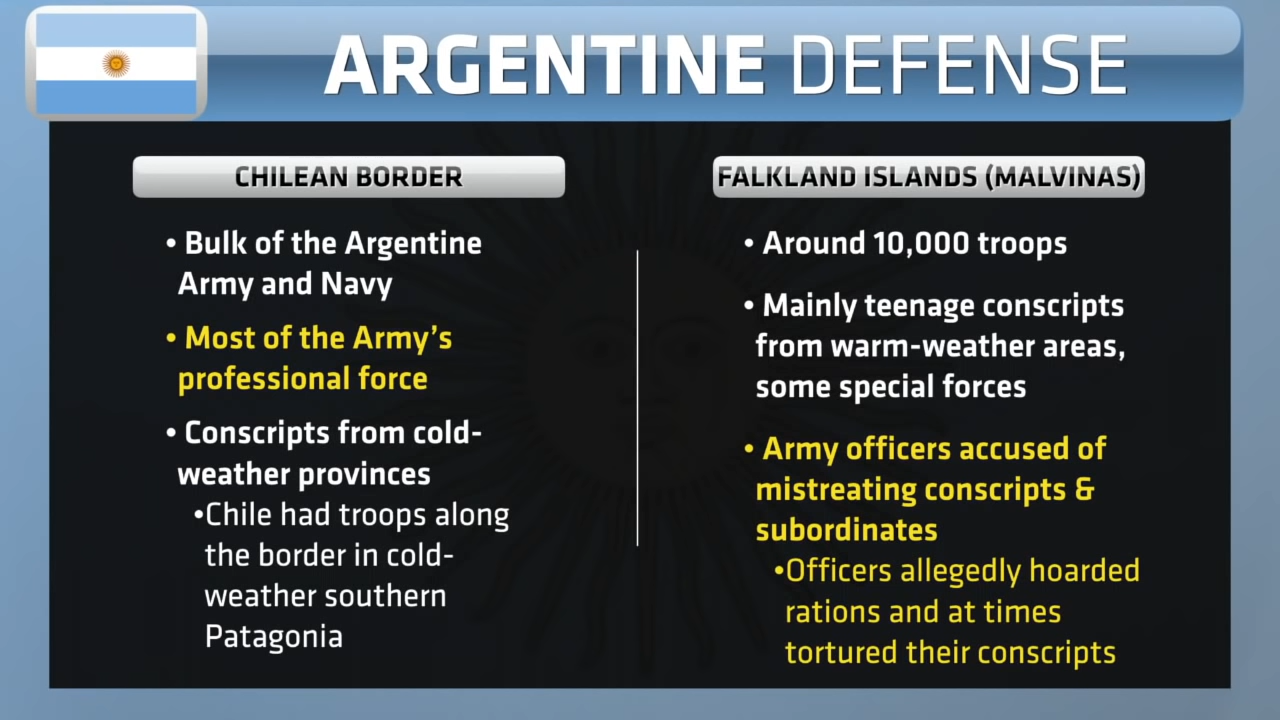 ARGENTINE DEFENSE
CHILEAN BORDER
• Bulk of the Argentine
Army and Navy
• Most of the Army’s
professional force
• Conscripts from cold-
weather provinces
•Chile had troops along
the border in cold-
weather southern
Patagonia
FALKLAND ISLANDS (MALVINAS)
• Around 10,000 troops
• Mainly teenage conscripts
from warm-weather areas,
some special forces
• Army officers accused of
mistreating conscripts &
subordinates
•Officers allegedly hoarded
rations and at times
tortured their conscripts